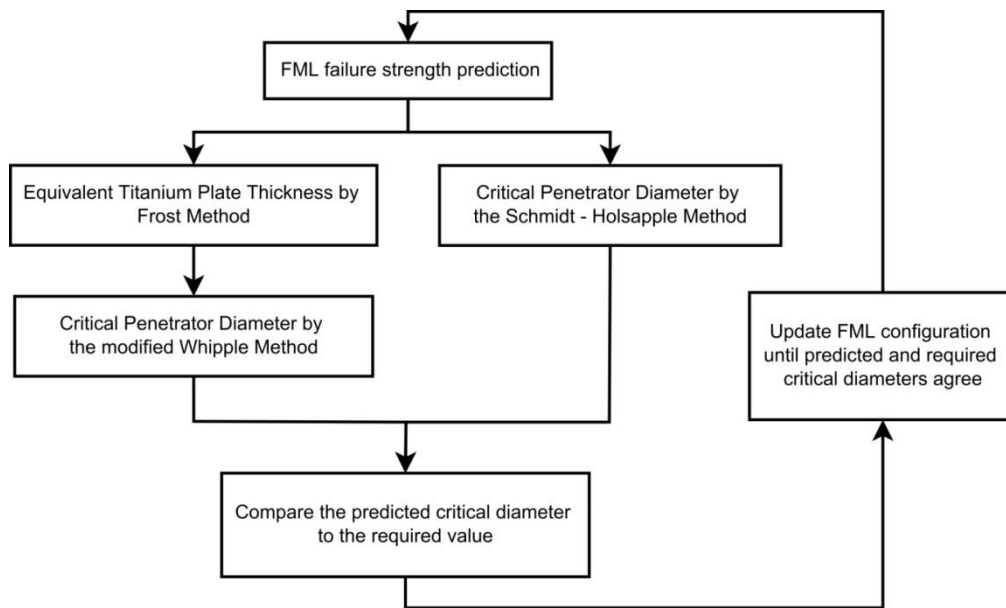 FML failure strength prediction
Equivalent Titanium Plate Thickness by
Frost Method
Critical Penetrator Diameter by
the Schmidt - Holsapple Method
Critical Penetrator Diameter by
the modified Whipple Method
Update FML configuration
until predicted and required
critical diameters agree
Compare the predicted critical diameter
to the required value